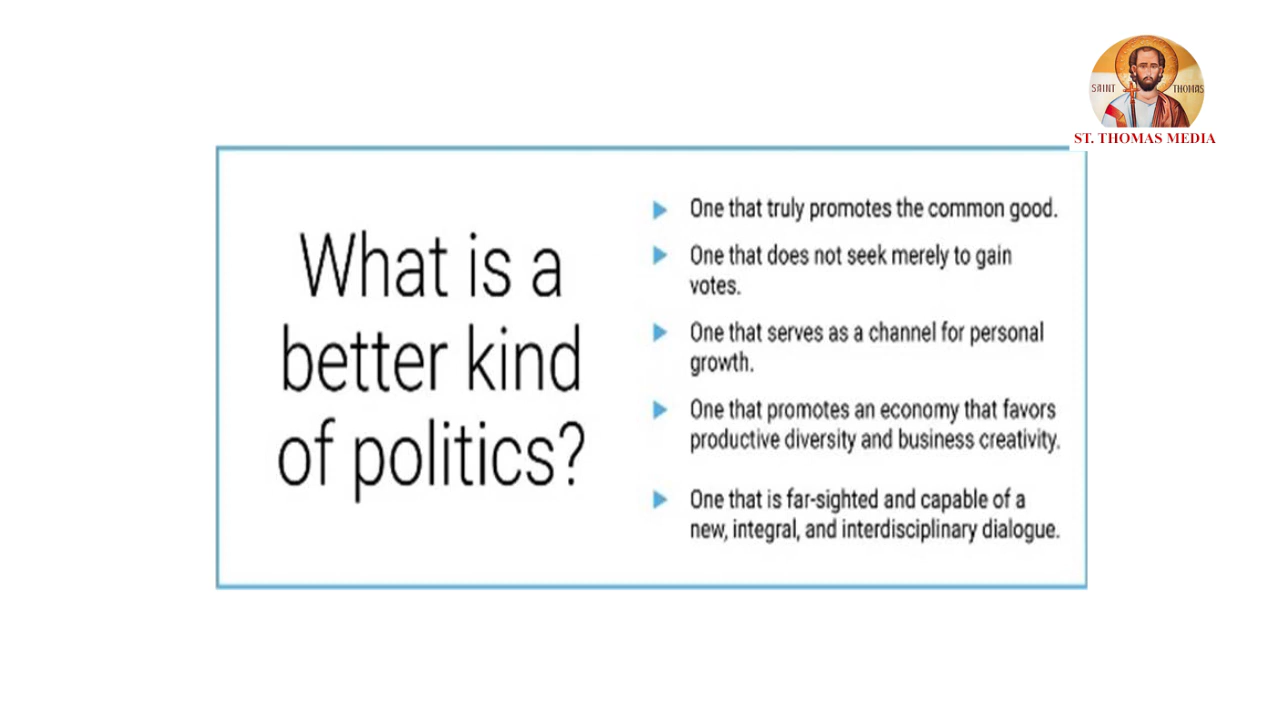 SAINT THOMAS
ST. THOMAS MEDIA
What is a
better kind
of politics?
One that truly promotes the common good.
One that does not seek merely to gain
votes.
One that serves as a channel for personal
growth.
One that promotes an economy that favors
productive diversity and business creativity.
One that is far-sighted and capable of a
new, integral, and interdisciplinary dialogue.